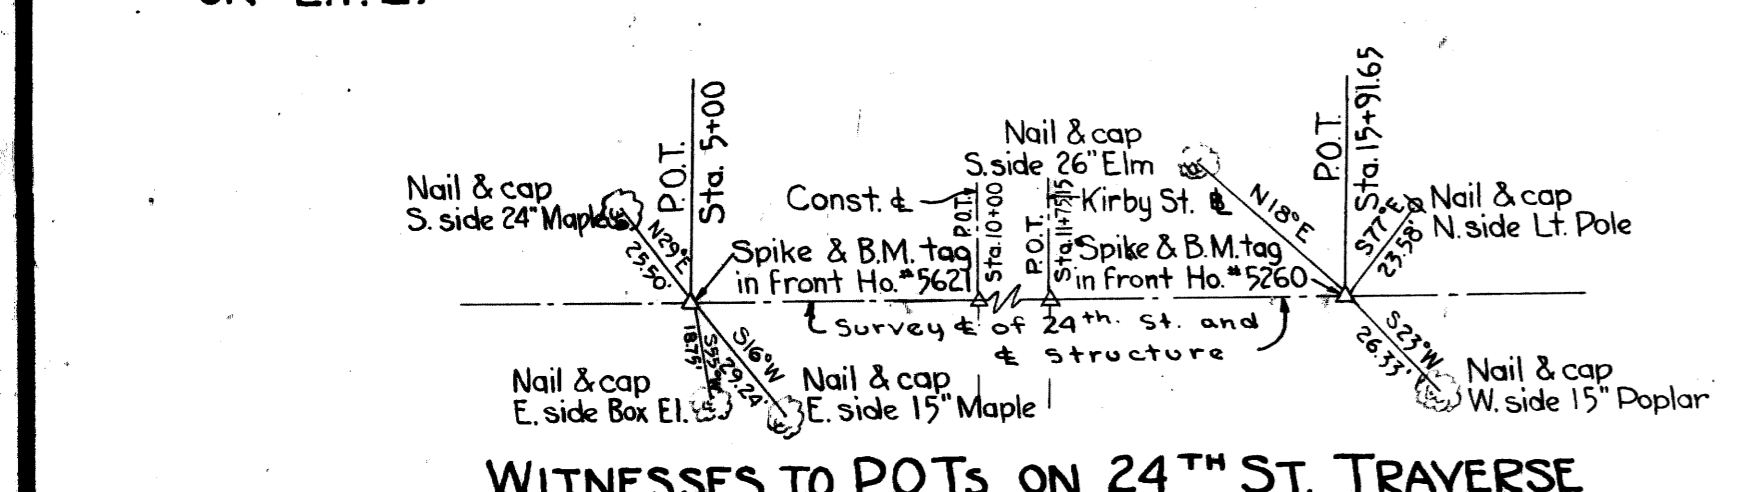 P.O.T.
Sta. 5+00
Nail & cap
S. side 24" Maple
N29°E
25.50'
Spike & B.M. tag
in front Ho. #5621
18.75'
S55°W
S16°W
29.24'
Nail & cap
E. side Box El.
Nail & cap
E. side 15" Maple
Const. ℄
P.O.T.
Sta. 10+00
Nail & cap
S. side 26" Elm
P.O.T.
Kirby St. ℄
N18°E
Spike & B.M. tag
in front Ho. #5260
Survey ℄ of 24th. St. and
℄ structure
P.O.T.
Sta. 15+91.65
S77°E
23.58'
Nail & cap
N. side Lt. Pole
S23°W
26.33'
Nail & cap
W. side 15" Poplar
WITNESSES TO POTs ON 24TH ST. TRAVERSE